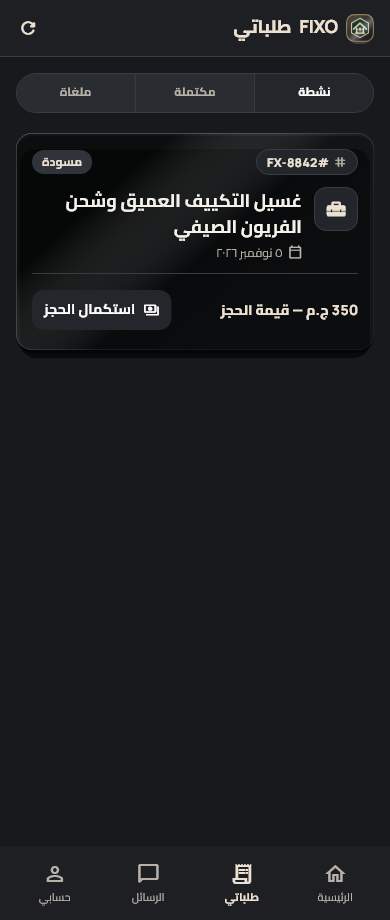 FIXO طلباتي
نشطة
مكتملة
ملغاة
# FX-8842#
مسودة
غسيل التكييف العميق وشحن
الفريون الصيفي
٥ نوفمبر ٢٠٢٦
350 ج.م – قيمة الحجز
استكمال الحجز
الرئيسية
طلباتي
الرسائل
حسابي